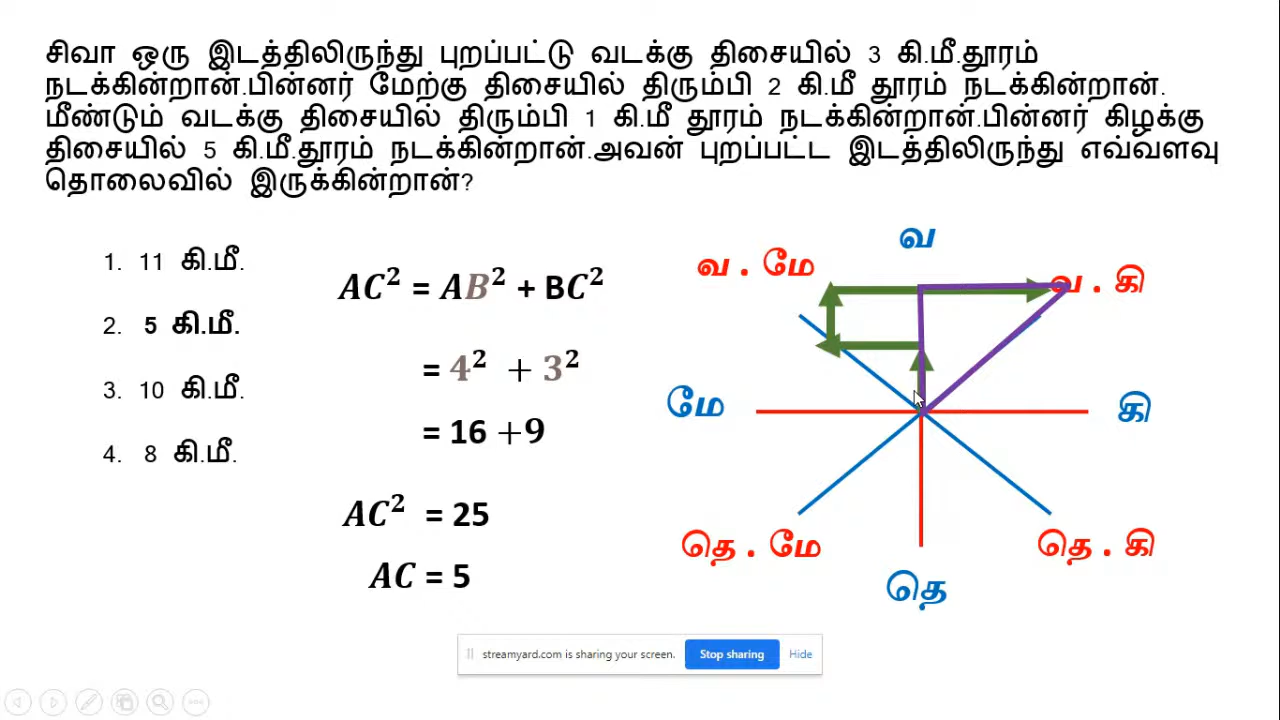 சிவா ஒரு இடத்திலிருந்து புறப்பட்டு வடக்கு திசையில் 3 கி.மீ.தூரம்
நடக்கின்றான்.பின்னர் மேற்கு திசையில் திரும்பி 2 கி.மீ தூரம் நடக்கின்றான்.
மீண்டும் வடக்கு திசையில் திரும்பி 1 கி.மீ தூரம் நடக்கின்றான்.பின்னர் கிழக்கு
திசையில் 5 கி.மீ.தூரம் நடக்கின்றான்.அவன் புறப்பட்ட இடத்திலிருந்து எவ்வளவு
தொலைவில் இருக்கின்றான்?
1. 11 கி.மீ.
2. 5 கி.மீ.
3. 10 கி.மீ.
4. 8 கி.மீ.
AC² = AB² + BC²
= 4² + 3²
= 16 +9
AC² = 25
AC = 5
வ
வ . மே
வ . கி
மே
கி
தெ . மே
தெ . கி
தெ
streamyard.com is sharing your screen. Stop sharing Hide